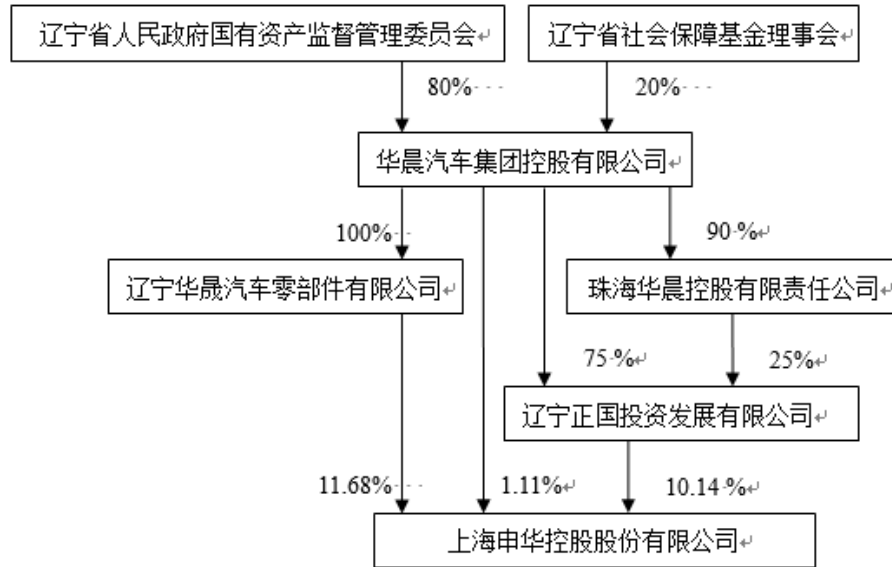 辽宁省人民政府国有资产监督管理委员会
辽宁省社会保障基金理事会
80%
20%
华晨汽车集团控股有限公司
100%
90 %
辽宁华晟汽车零部件有限公司
珠海华晨控股有限责任公司
75 %
25%
辽宁正国投资发展有限公司
11.68%
1.11%
10.14 %
上海申华控股股份有限公司